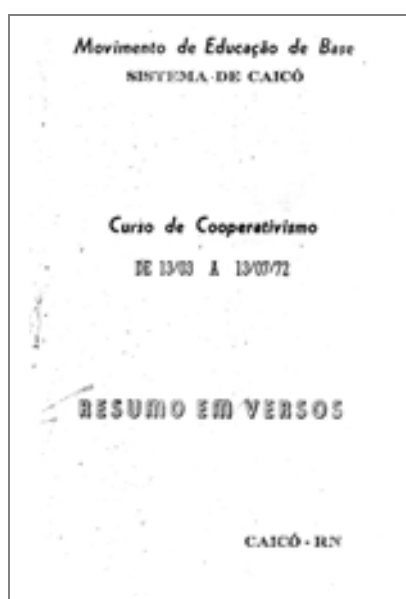 Movimento de Educação de Base
SISTEMA DE CAICÓ
Curso de Cooperativismo
DE 13/03 A 13/07/72
RESUMO EM VERSOS
CAICÓ - RN